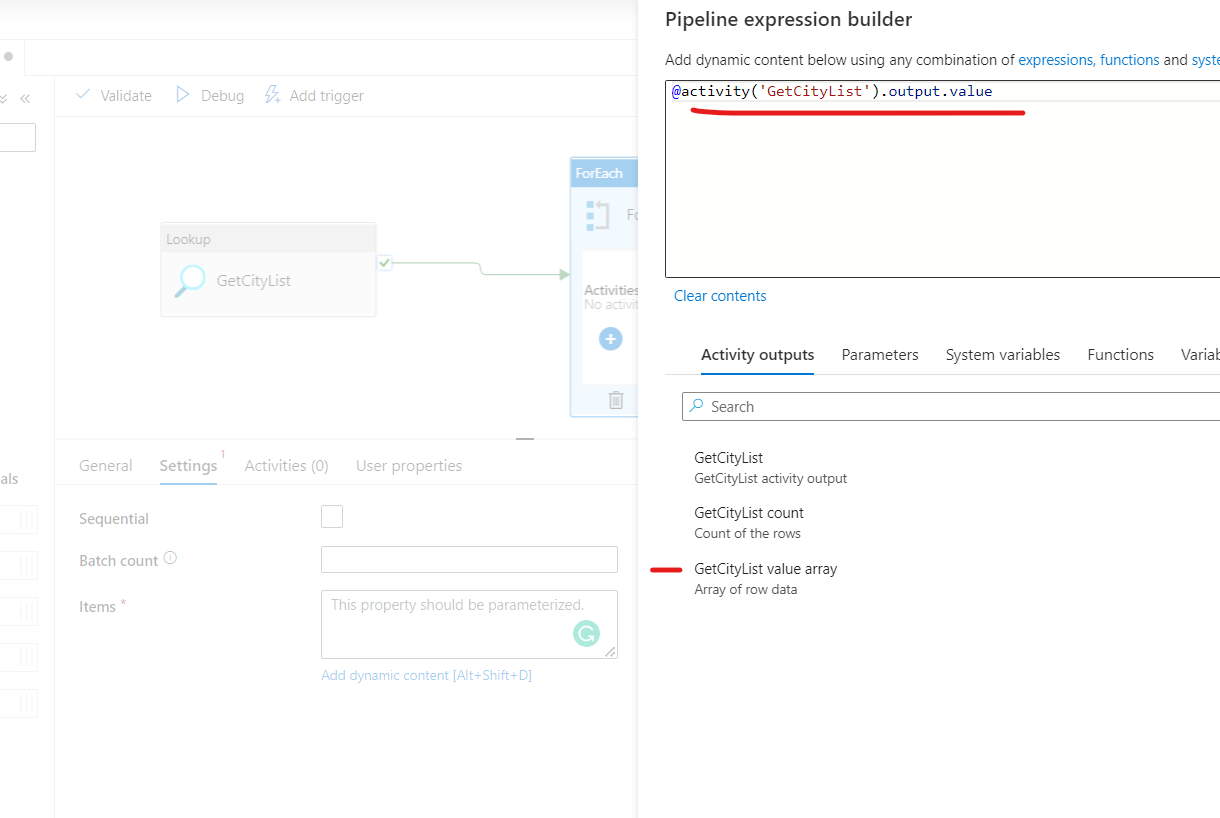 Pipeline expression builder
Add dynamic content below using any combination of expressions, functions and syste
@activity('GetCityList').output.value
Clear contents
Activity outputs Parameters System variables Functions Variab
Search
GetCityList
GetCityList activity output
GetCityList count
Count of the rows
GetCityList value array
Array of row data
Validate Debug Add trigger
Lookup
GetCityList
ForEach
Fo
Activities
No activit
General Settings 1 Activities (0) User properties
als
Sequential
Batch count
Items *
This property should be parameterized.
Add dynamic content [Alt+Shift+D]